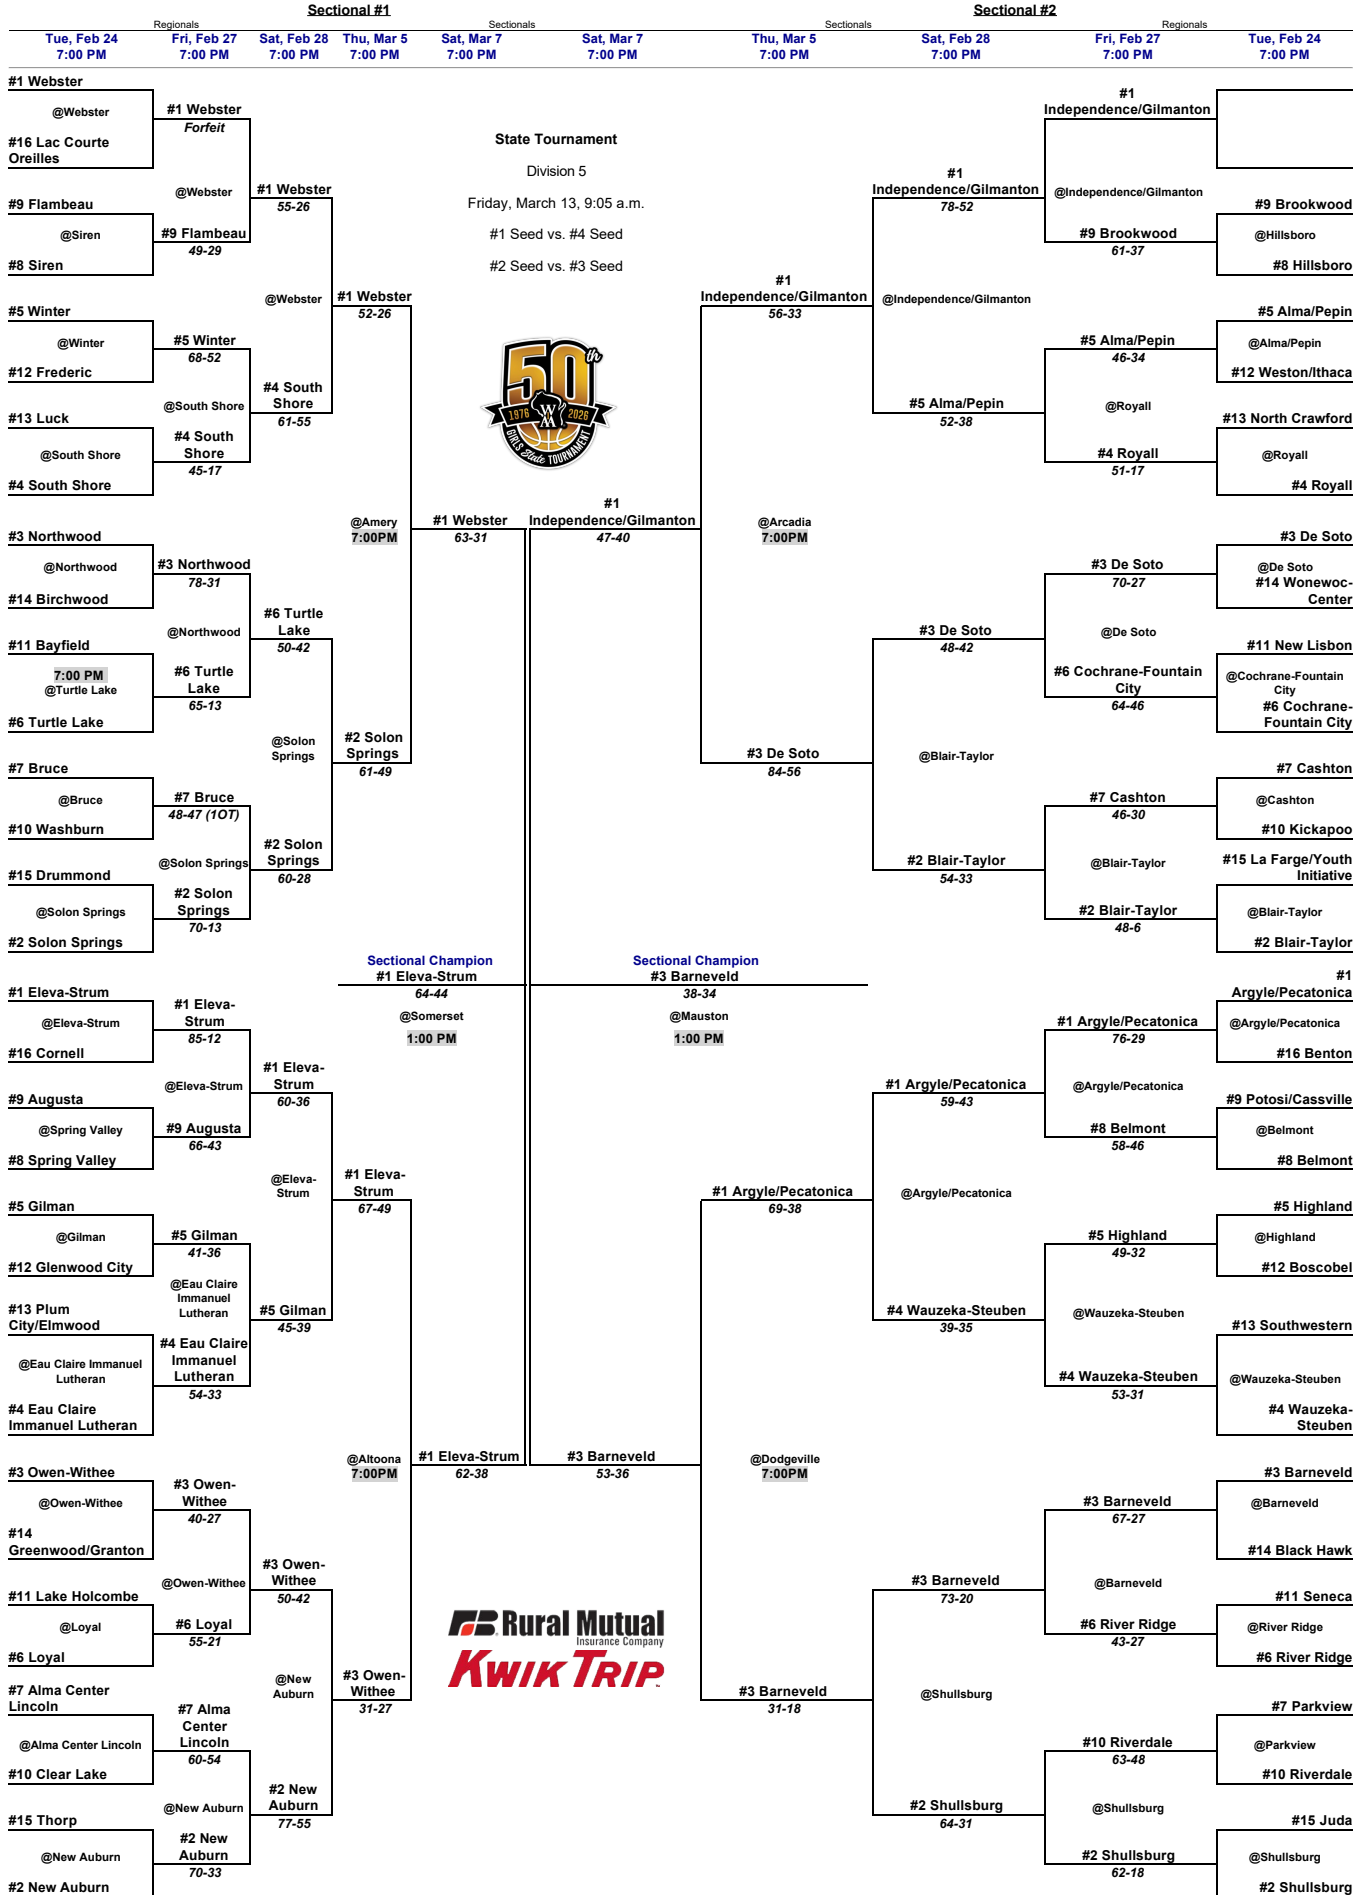 Sectional #1
Sectional #2
Regionals
Sectionals
Sectionals
Regionals
Tue, Feb 24
7:00 PM
Fri, Feb 27
7:00 PM
Sat, Feb 28
7:00 PM
Thu, Mar 5
7:00 PM
Sat, Mar 7
7:00 PM
Sat, Mar 7
7:00 PM
Thu, Mar 5
7:00 PM
Sat, Feb 28
7:00 PM
Fri, Feb 27
7:00 PM
Tue, Feb 24
7:00 PM
#1 Webster
@Webster
#16 Lac Courte
Oreilles
#9 Flambeau
@Siren
#8 Siren
#5 Winter
@Winter
#12 Frederic
#13 Luck
@South Shore
#4 South Shore
#3 Northwood
@Northwood
#14 Birchwood
#11 Bayfield
7:00 PM
@Turtle Lake
#6 Turtle Lake
#7 Bruce
@Bruce
#10 Washburn
#15 Drummond
@Solon Springs
#2 Solon Springs
#1 Eleva-Strum
@Eleva-Strum
#16 Cornell
#9 Augusta
@Spring Valley
#8 Spring Valley
#5 Gilman
@Gilman
#12 Glenwood City
#13 Plum
City/Elmwood
@Eau Claire Immanuel
Lutheran
#4 Eau Claire
Immanuel Lutheran
#3 Owen-Withee
@Owen-Withee
#14
Greenwood/Granton
#11 Lake Holcombe
@Loyal
#6 Loyal
#7 Alma Center
Lincoln
@Alma Center Lincoln
#10 Clear Lake
#15 Thorp
@New Auburn
#2 New Auburn
#1 Webster
Forfeit
@Webster
#9 Flambeau
49-29
#5 Winter
68-52
@South Shore
#4 South
Shore
45-17
#3 Northwood
78-31
@Northwood
#6 Turtle
Lake
65-13
#7 Bruce
48-47 (1OT)
@Solon Springs
#2 Solon
Springs
70-13
#1 Eleva-
Strum
85-12
@Eleva-Strum
#9 Augusta
66-43
#5 Gilman
41-36
@Eau Claire
Immanuel
Lutheran
#4 Eau Claire
Immanuel
Lutheran
54-33
#3 Owen-
Withee
40-27
@Owen-Withee
#6 Loyal
55-21
#7 Alma
Center
Lincoln
60-54
@New Auburn
#2 New
Auburn
70-33
#1 Webster
55-26
@Webster
#4 South
Shore
61-55
#6 Turtle
Lake
50-42
@Solon
Springs
#2 Solon
Springs
60-28
#1 Eleva-
Strum
60-36
@Eleva-
Strum
#5 Gilman
45-39
#3 Owen-
Withee
50-42
@New
Auburn
#2 New
Auburn
77-55
#1 Webster
52-26
@Amery
7:00PM
#2 Solon
Springs
61-49
#1 Eleva-
Strum
67-49
@Altoona
7:00PM
#3 Owen-
Withee
31-27
#1 Webster
63-31
Sectional Champion
#1 Eleva-Strum
64-44
@Somerset
1:00 PM
#1 Eleva-Strum
62-38
State Tournament
Division 5
Friday, March 13, 9:05 a.m.
#1 Seed vs. #4 Seed
#2 Seed vs. #3 Seed
50th
1976
WIAA
2026
GIRLS State TOURNAMENT
#1
Independence/Gilmanton
47-40
Sectional Champion
#3 Barneveld
38-34
@Mauston
1:00 PM
#3 Barneveld
53-36
Rural Mutual
Insurance Company
KWIK TRIP
#1
Independence/Gilmanton
56-33
@Arcadia
7:00PM
#3 De Soto
84-56
#1 Argyle/Pecatonica
69-38
@Dodgeville
7:00PM
#3 Barneveld
31-18
#1
Independence/Gilmanton
78-52
@Independence/Gilmanton
#5 Alma/Pepin
52-38
#3 De Soto
48-42
@Blair-Taylor
#2 Blair-Taylor
54-33
#1 Argyle/Pecatonica
59-43
@Argyle/Pecatonica
#4 Wauzeka-Steuben
39-35
#3 Barneveld
73-20
@Shullsburg
#2 Shullsburg
64-31
#1
Independence/Gilmanton
@Independence/Gilmanton
#9 Brookwood
61-37
#5 Alma/Pepin
46-34
@Royall
#4 Royall
51-17
#3 De Soto
70-27
@De Soto
#6 Cochrane-Fountain
City
64-46
#7 Cashton
46-30
@Blair-Taylor
#2 Blair-Taylor
48-6
#1 Argyle/Pecatonica
76-29
@Argyle/Pecatonica
#8 Belmont
58-46
#5 Highland
49-32
@Wauzeka-Steuben
#4 Wauzeka-Steuben
53-31
#3 Barneveld
67-27
@Barneveld
#6 River Ridge
43-27
#10 Riverdale
63-48
@Shullsburg
#2 Shullsburg
62-18
#9 Brookwood
@Hillsboro
#8 Hillsboro
#5 Alma/Pepin
@Alma/Pepin
#12 Weston/Ithaca
#13 North Crawford
@Royall
#4 Royall
#3 De Soto
@De Soto
#14 Wonewoc-
Center
#11 New Lisbon
@Cochrane-Fountain
City
#6 Cochrane-
Fountain City
#7 Cashton
@Cashton
#10 Kickapoo
#15 La Farge/Youth
Initiative
@Blair-Taylor
#2 Blair-Taylor
#1
Argyle/Pecatonica
@Argyle/Pecatonica
#16 Benton
#9 Potosi/Cassville
@Belmont
#8 Belmont
#5 Highland
@Highland
#12 Boscobel
#13 Southwestern
@Wauzeka-Steuben
#4 Wauzeka-
Steuben
#3 Barneveld
@Barneveld
#14 Black Hawk
#11 Seneca
@River Ridge
#6 River Ridge
#7 Parkview
@Parkview
#10 Riverdale
#15 Juda
@Shullsburg
#2 Shullsburg